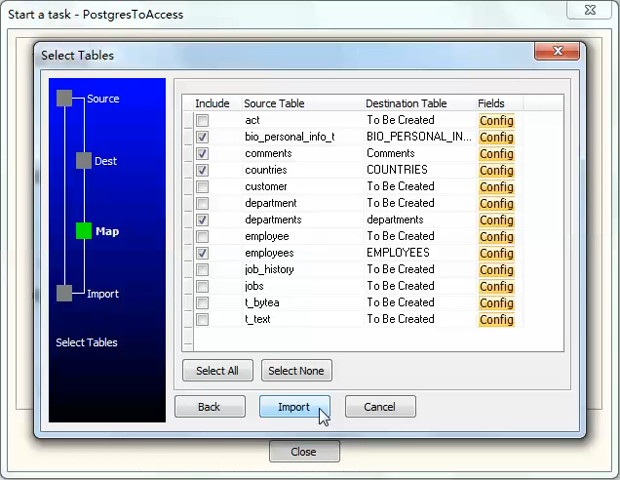 Start a task - PostgresToAccess
Select Tables
Source
Dest
Map
Import
Select Tables
Include Source Table Destination Table Fields
act To Be Created Config
bio_personal_info_t BIO_PERSONAL_IN... Config
comments Comments Config
countries COUNTRIES Config
customer To Be Created Config
department To Be Created Config
departments departments Config
employee To Be Created Config
employees EMPLOYEES Config
job_history To Be Created Config
jobs To Be Created Config
t_bytea To Be Created Config
t_text To Be Created Config
Select All Select None
Back Import Cancel
Close